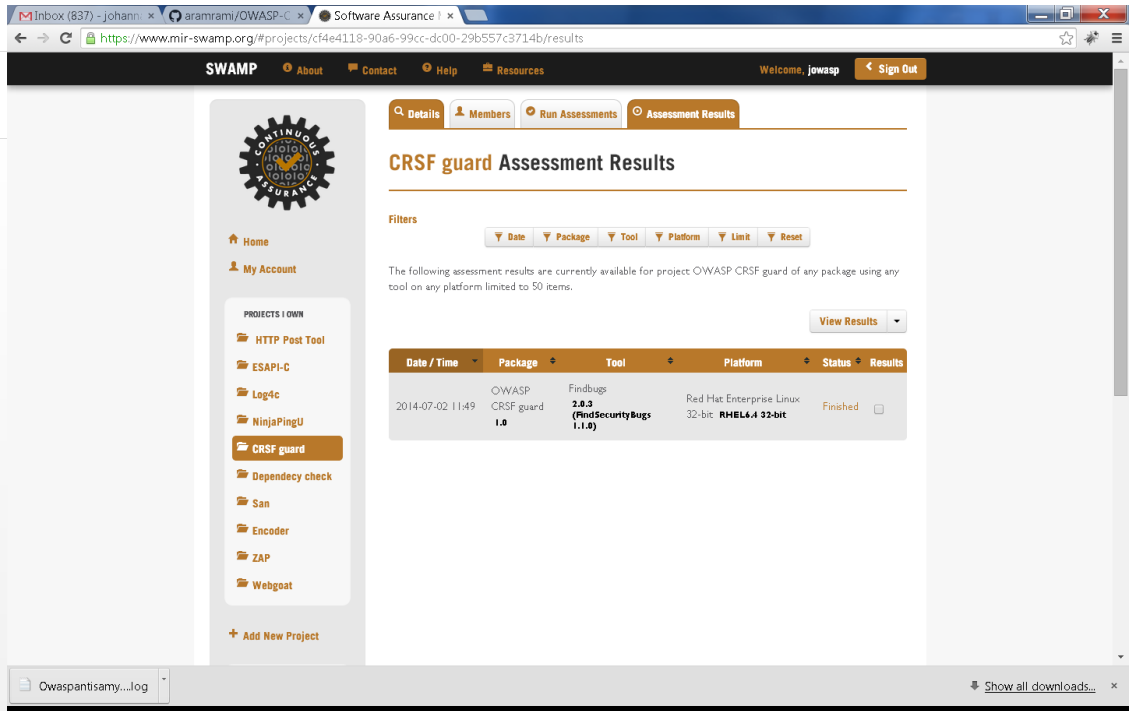 Inbox (837) - johann
aramrami/OWASP-C
Software Assurance
https://www.mir-swamp.org/#projects/cf4e4118-90a6-99cc-dc00-29b557c3714b/results
SWAMP
About
Contact
Help
Resources
Welcome, jowasp
Sign Out
CONTINUOUS
ASSURANCE
Home
My Account
PROJECTS I OWN
HTTP Post Tool
ESAPI-C
Log4c
NinjaPingU
CRSF guard
Dependecy check
San
Encoder
ZAP
Webgoat
Add New Project
Details
Members
Run Assessments
Assessment Results
CRSF guard Assessment Results
Filters
Date
Package
Tool
Platform
Limit
Reset
The following assessment results are currently available for project OWASP CRSF guard of any package using any
tool on any platform limited to 50 items.
View Results
Date / Time
Package
Tool
Platform
Status
Results
2014-07-02 11:49
OWASP
CRSF guard
1.0
Findbugs
2.0.3
(FindSecurityBugs
1.1.0)
Red Hat Enterprise Linux
32-bit RHEL6.4 32-bit
Finished
Owaspantisamy....log
Show all downloads...